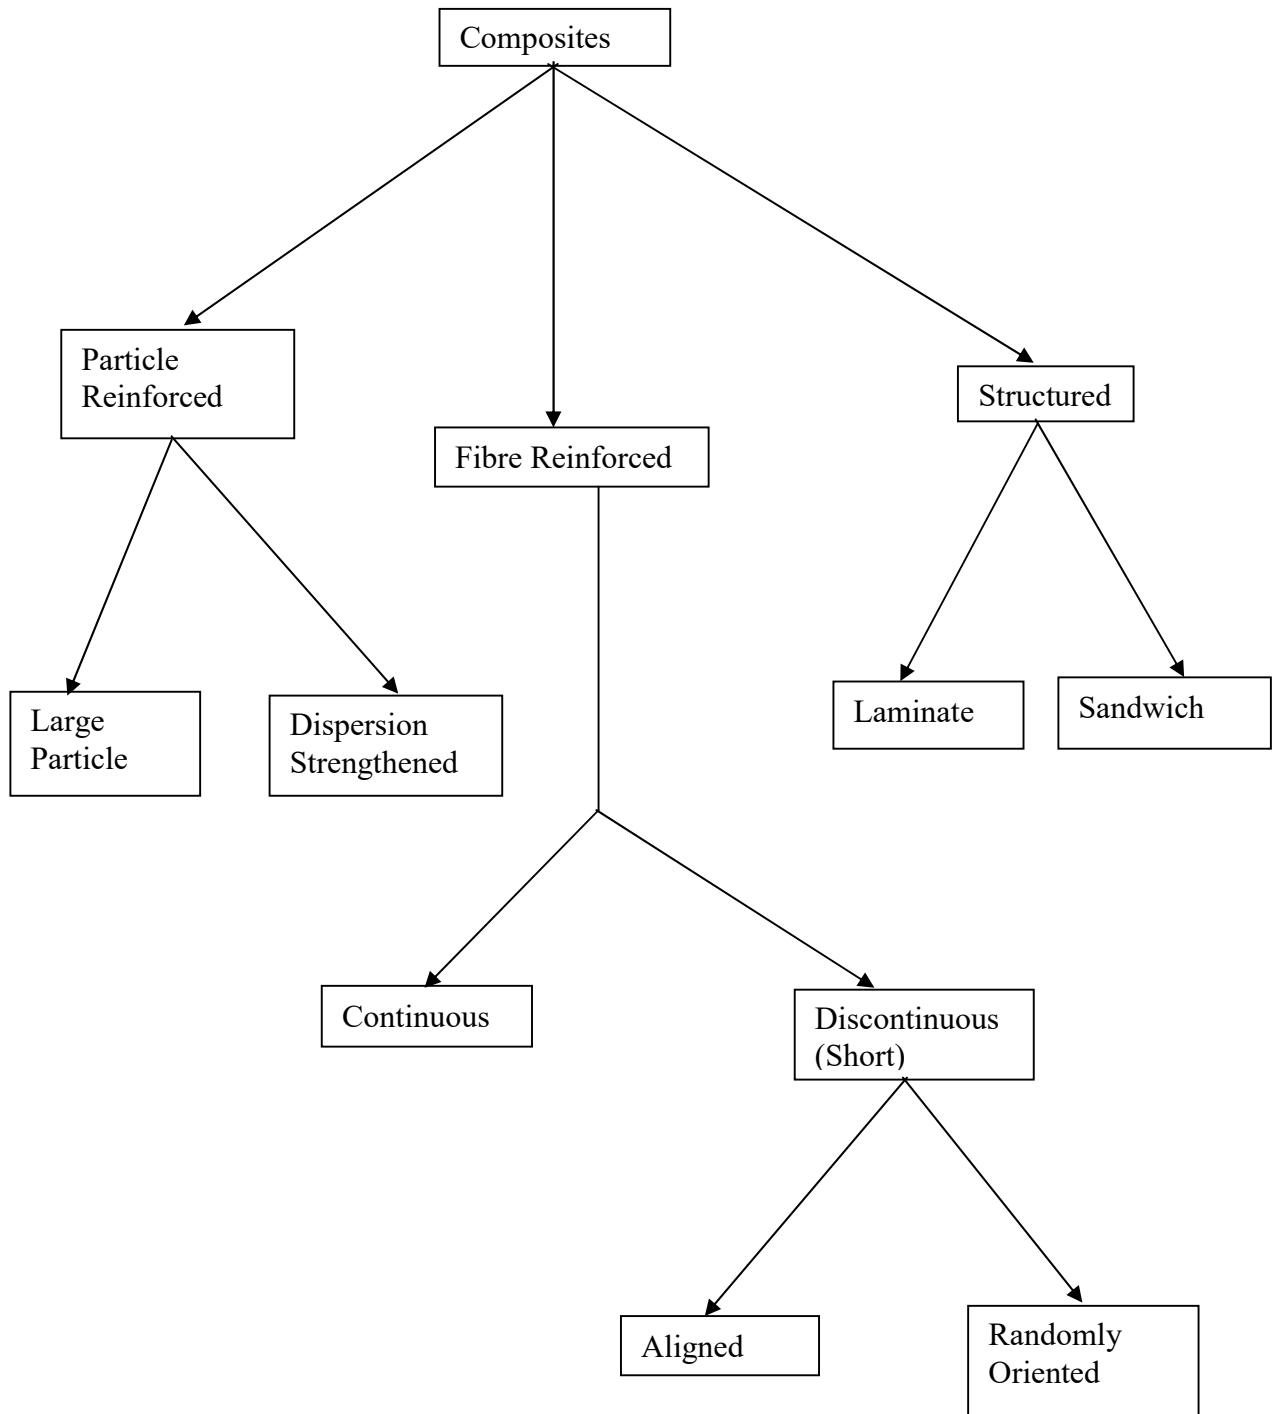 Composites
Particle
Reinforced
Fibre Reinforced
Structured
Large
Particle
Dispersion
Strengthened
Laminate
Sandwich
Continuous
Discontinuous
(Short)
Aligned
Randomly
Oriented